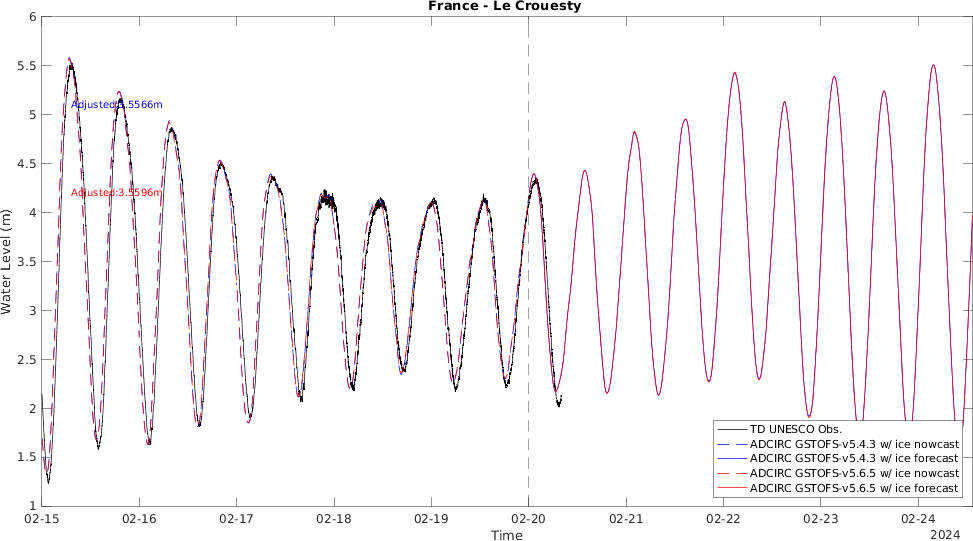 France - Le Crouesty
6
5.5
5
4.5
4
3.5
3
2.5
2
1.5
1
Water Level (m)
Adjusted:3.5566m
Adjusted:3.5596m
TD UNESCO Obs.
ADCIRC GSTOFS-v5.4.3 w/ ice nowcast
ADCIRC GSTOFS-v5.4.3 w/ ice forecast
ADCIRC GSTOFS-v5.6.5 w/ ice nowcast
ADCIRC GSTOFS-v5.6.5 w/ ice forecast
02-15 02-16 02-17 02-18 02-19 02-20 02-21 02-22 02-23 02-24
Time
2024